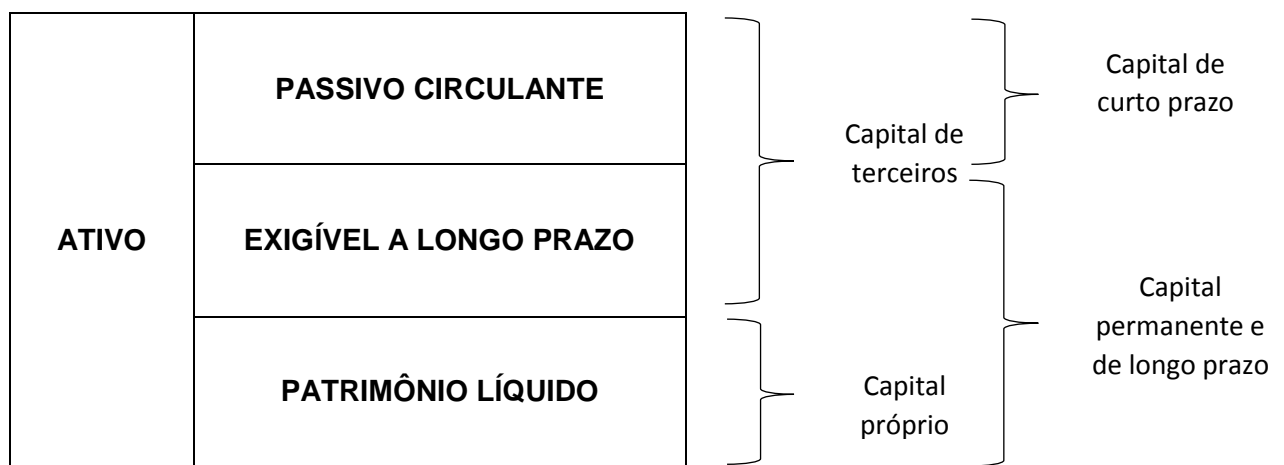 ATIVO
PASSIVO CIRCULANTE
EXIGÍVEL A LONGO PRAZO
PATRIMÔNIO LÍQUIDO
Capital de
terceiros
Capital
próprio
Capital de
curto prazo
Capital
permanente e
de longo prazo